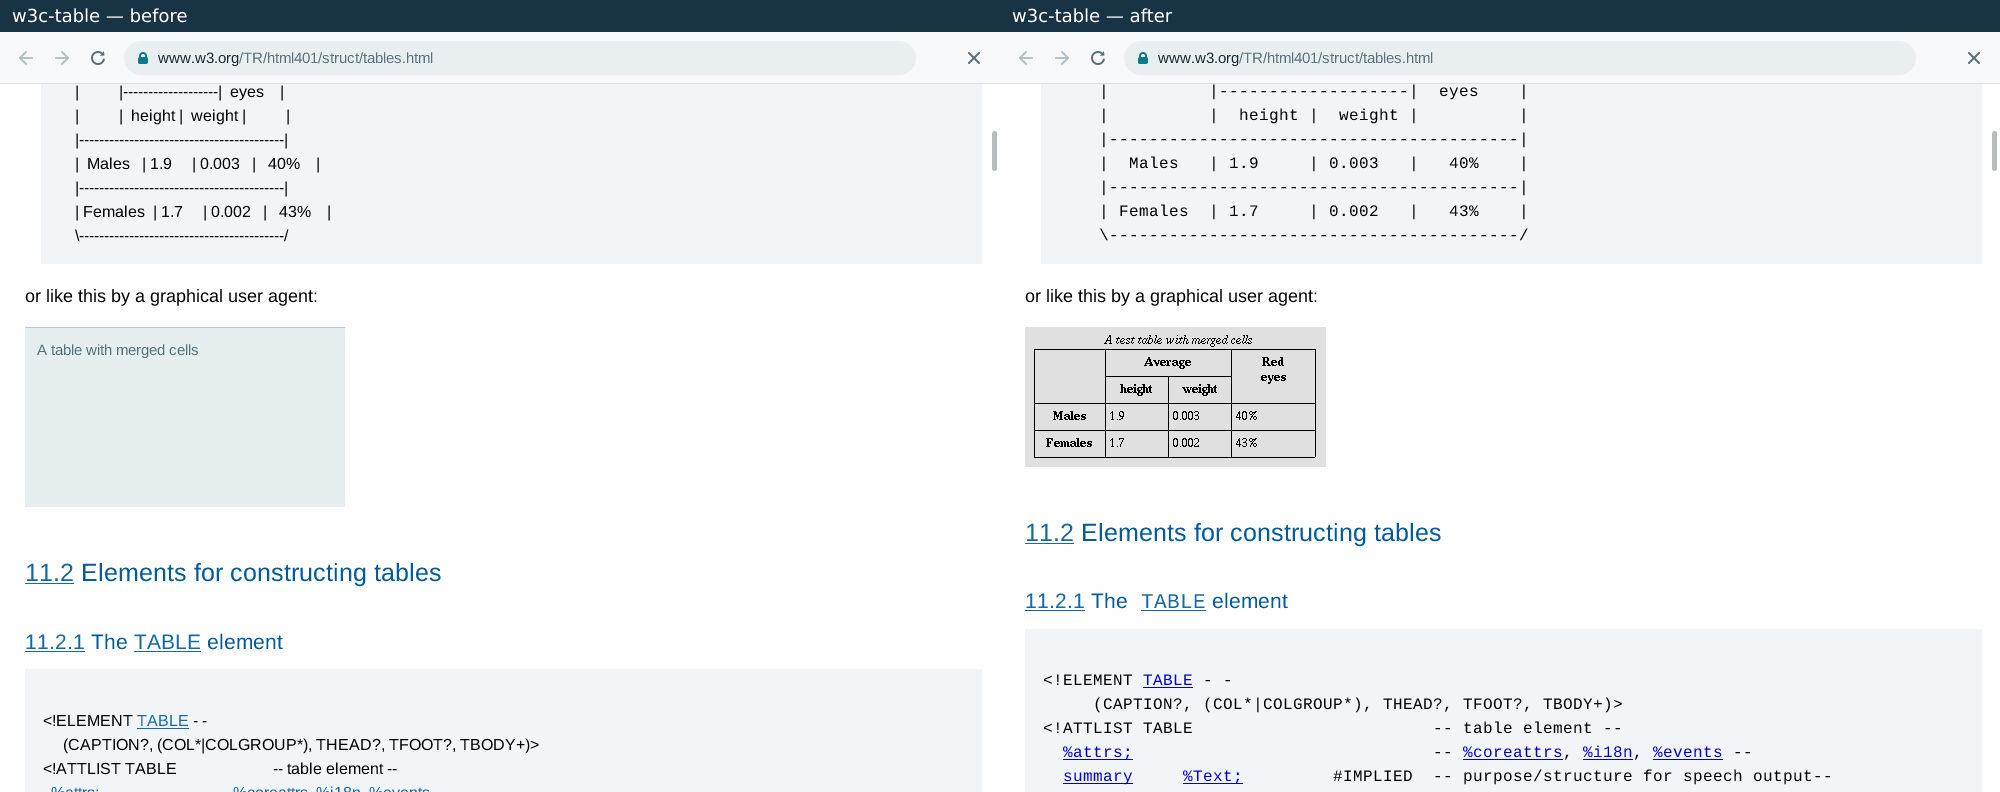 w3c-table — before
www.w3.org/TR/html401/struct/tables.html
|         |-------------------|  eyes    |
|         |  height |  weight |         |
|-----------------------------------------|
|  Males   | 1.9     | 0.003   |   40%    |
|-----------------------------------------|
| Females  | 1.7     | 0.002   |   43%    |
\-----------------------------------------/
or like this by a graphical user agent:
A table with merged cells
11.2 Elements for constructing tables
11.2.1 The TABLE element
<!ELEMENT TABLE - -
(CAPTION?, (COL*|COLGROUP*), THEAD?, TFOOT?, TBODY+)>
<!ATTLIST TABLE                        -- table element --
%attrs;                              %coreattrs, %i18n, %events
w3c-table — after
www.w3.org/TR/html401/struct/tables.html
|          |-------------------|  eyes    |
|          |  height |  weight |          |
|-----------------------------------------|
|  Males   | 1.9     | 0.003   |   40%    |
|-----------------------------------------|
| Females  | 1.7     | 0.002   |   43%    |
\-----------------------------------------/
or like this by a graphical user agent:
A test table with merged cells
Average Red
eyes
height weight
Males 1.9 0.003 40%
Females 1.7 0.002 43%
11.2 Elements for constructing tables
11.2.1 The TABLE element
<!ELEMENT TABLE - -
(CAPTION?, (COL*|COLGROUP*), THEAD?, TFOOT?, TBODY+)>
<!ATTLIST TABLE                        -- table element --
%attrs;                              -- %coreattrs, %i18n, %events --
summary     %Text;         #IMPLIED  -- purpose/structure for speech output--